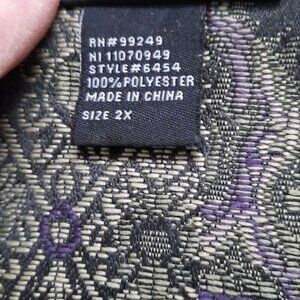 RN#99249
NI 11070949
STYLE#6454
100%POLYESTER
MADE IN CHINA
SIZE 2X